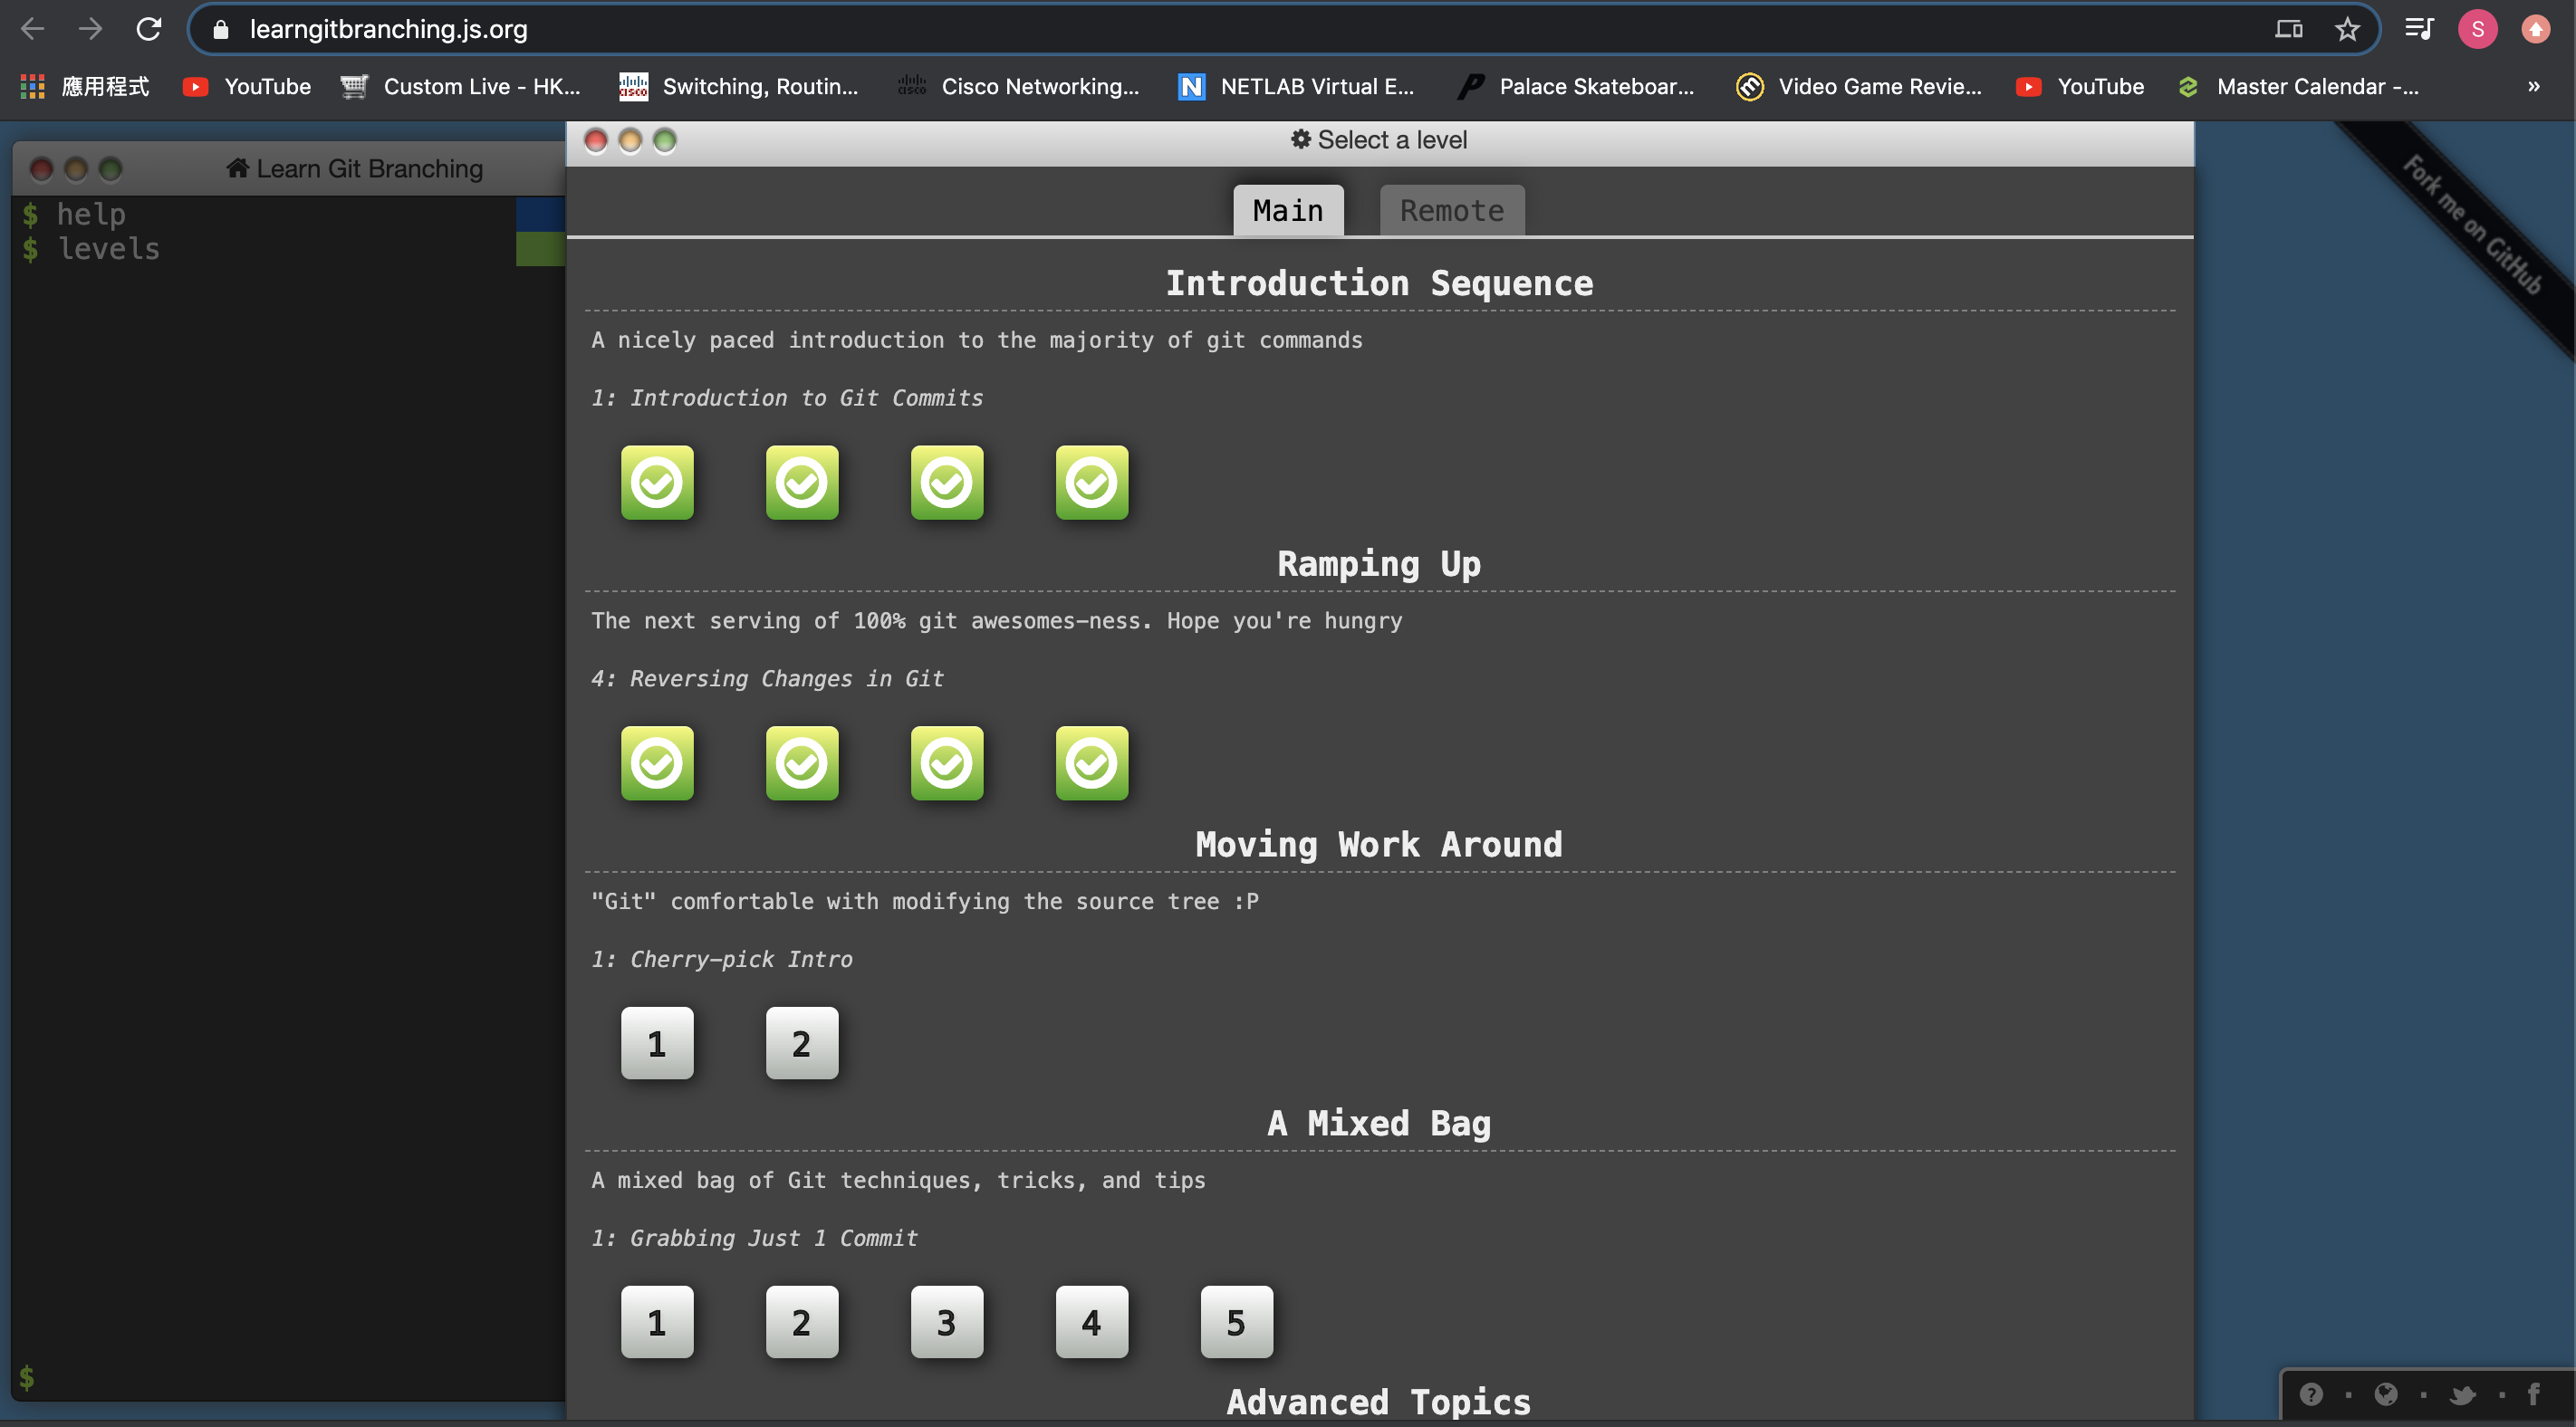 learngitbranching.js.org
S
應用程式 YouTube Custom Live - HK... Switching, Routin... Cisco Networking... NETLAB Virtual E... Palace Skateboar... Video Game Revie... YouTube Master Calendar -... »
Learn Git Branching
$ help
$ levels
$
Select a level
Main Remote
Introduction Sequence
A nicely paced introduction to the majority of git commands
1: Introduction to Git Commits
Ramping Up
The next serving of 100% git awesomes-ness. Hope you're hungry
4: Reversing Changes in Git
Moving Work Around
"Git" comfortable with modifying the source tree :P
1: Cherry-pick Intro
1 2
A Mixed Bag
A mixed bag of Git techniques, tricks, and tips
1: Grabbing Just 1 Commit
1 2 3 4 5
Advanced Topics
Fork me on GitHub